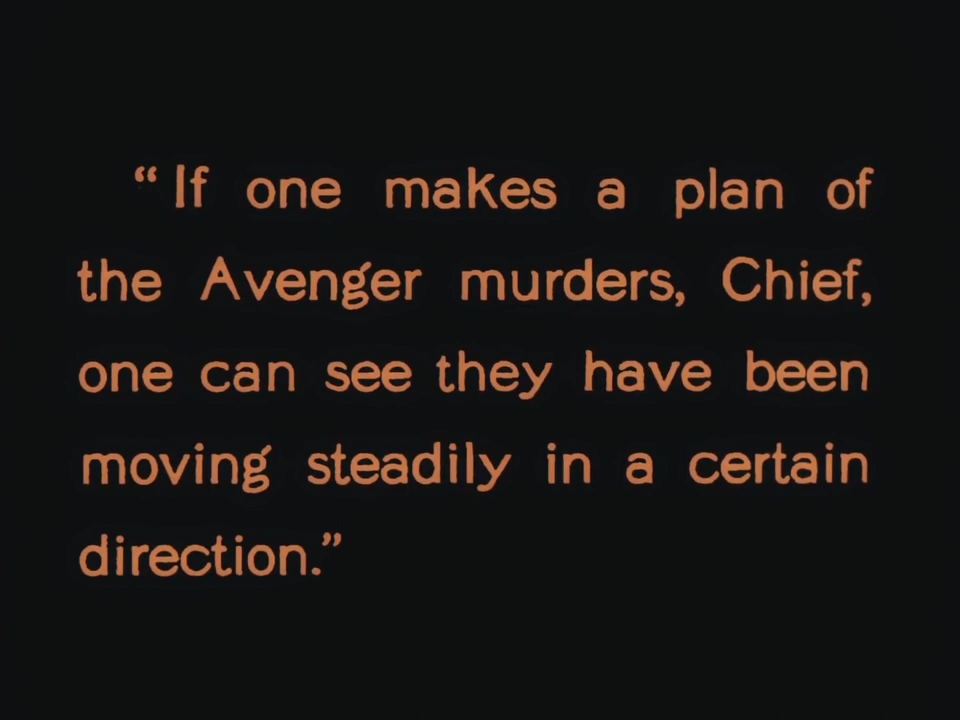 “If one makes a plan of
the Avenger murders, Chief,
one can see they have been
moving steadily in a certain
direction.”